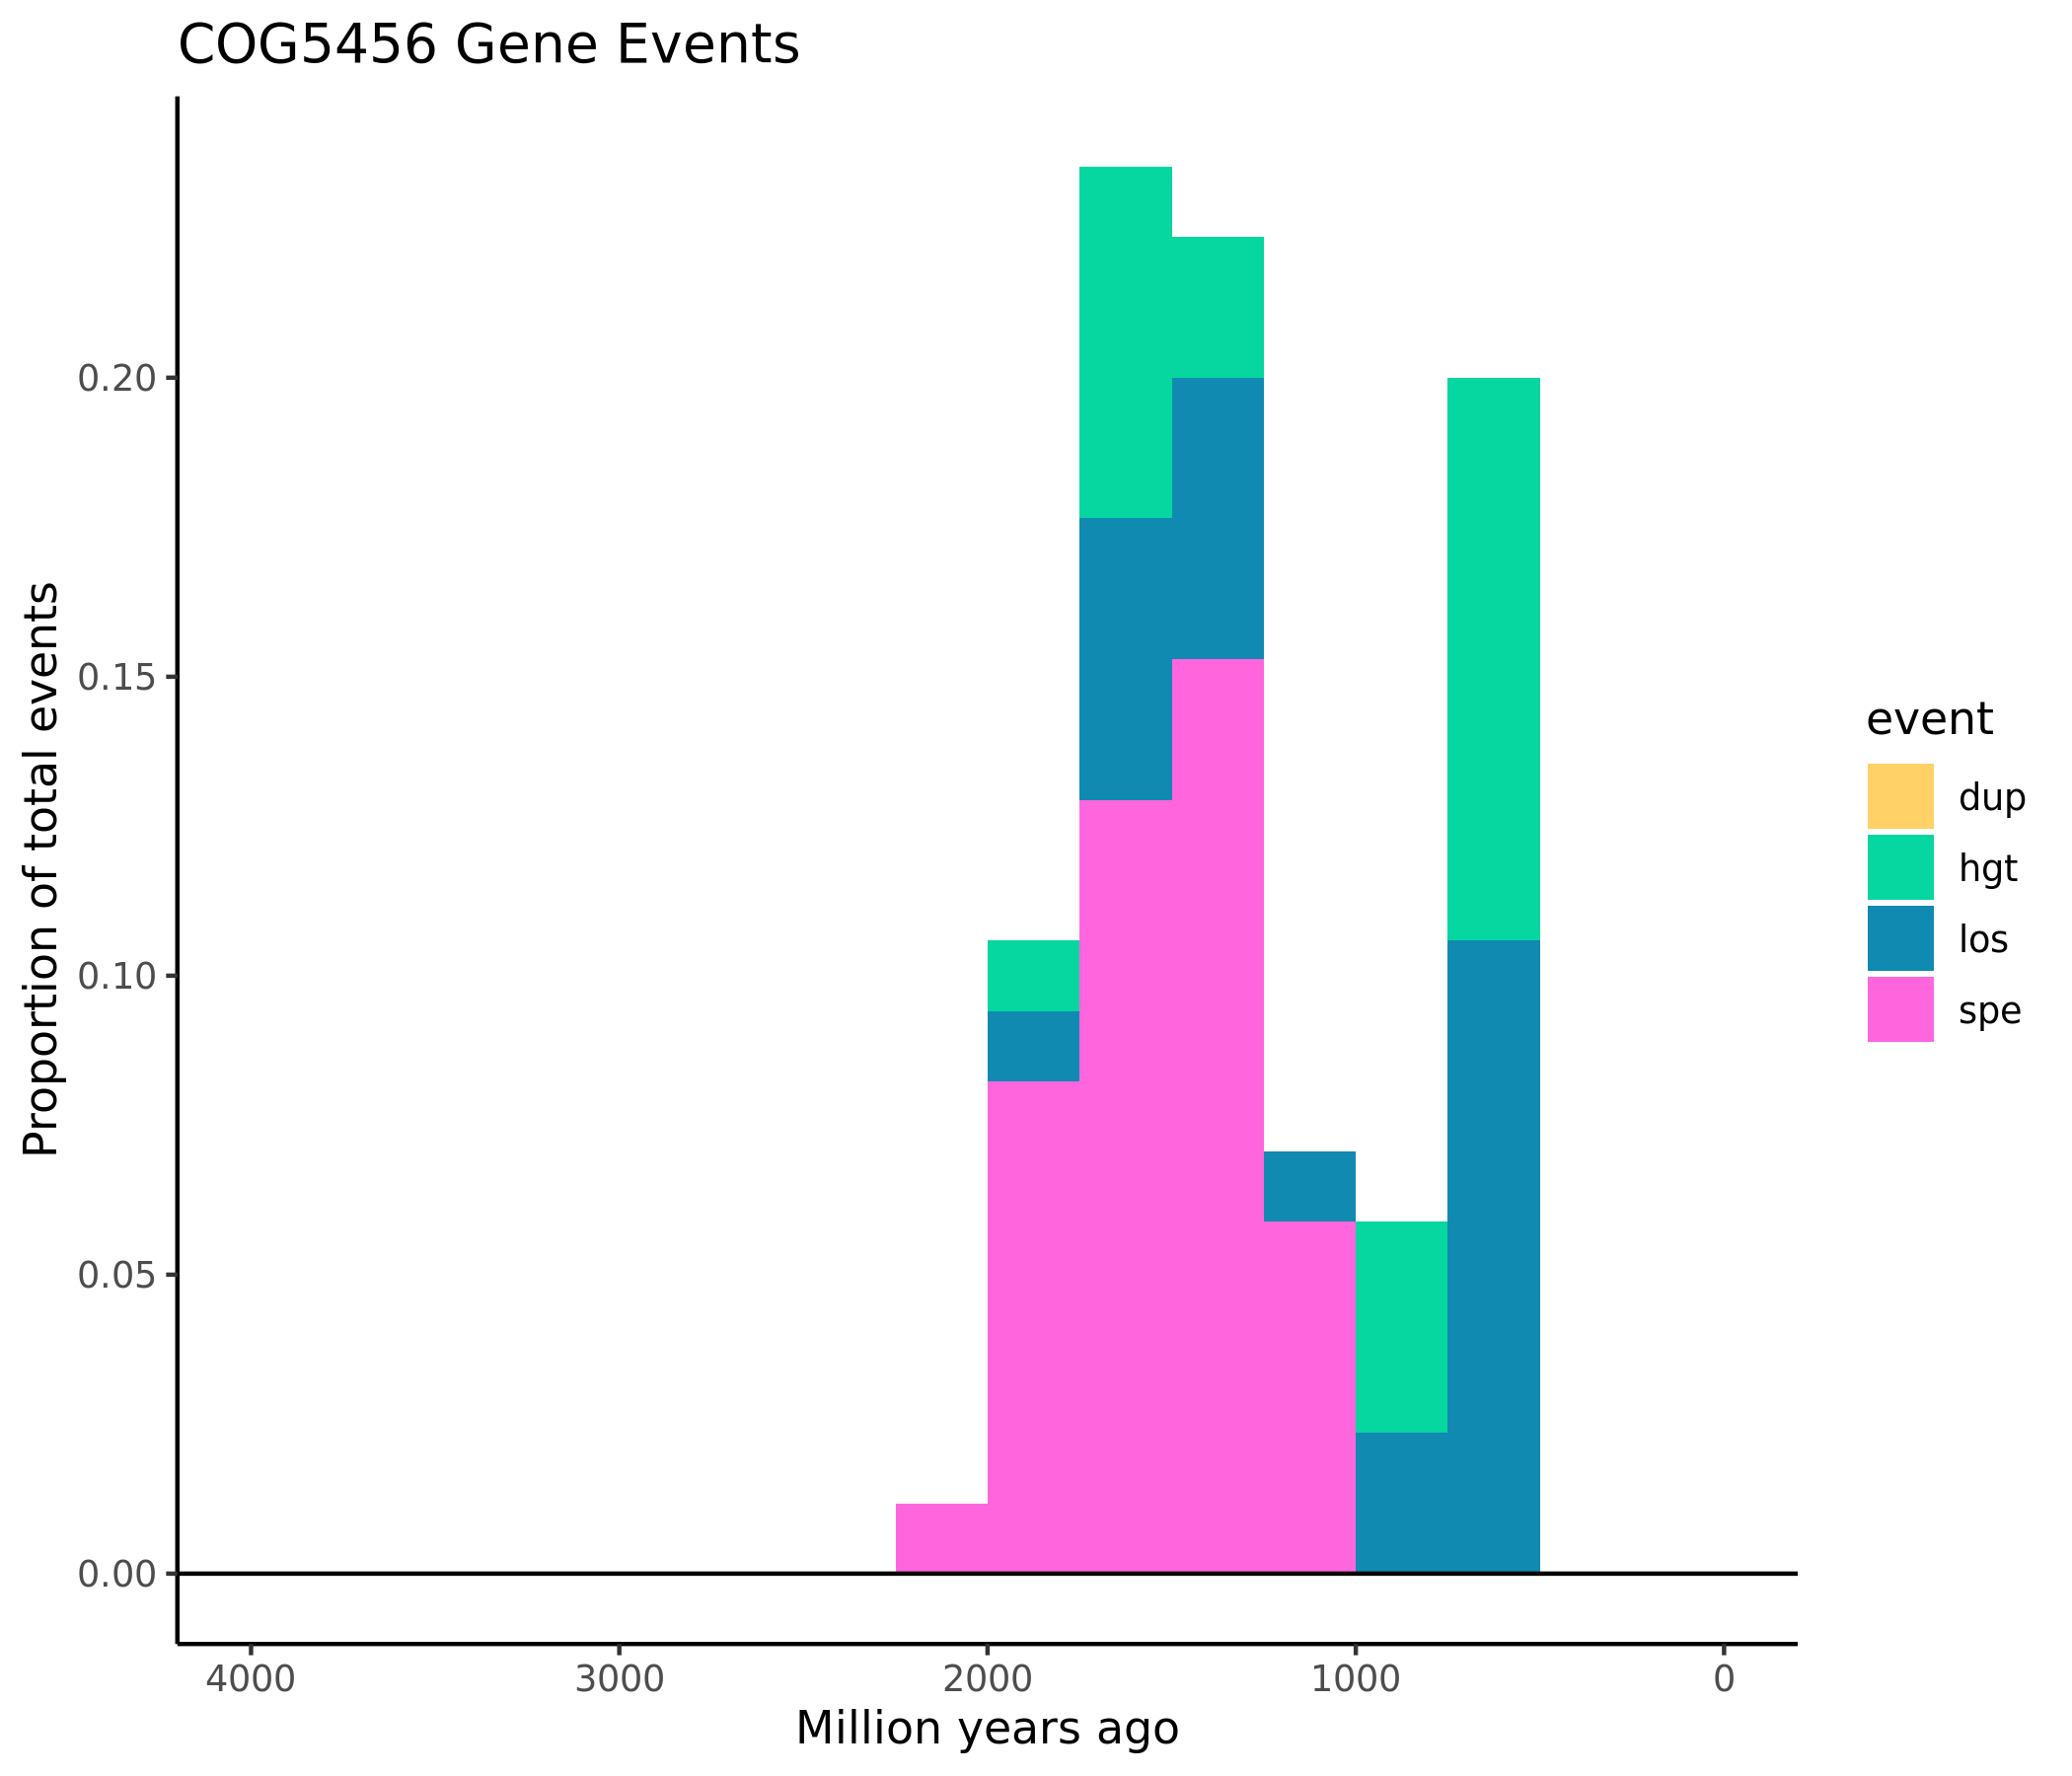 COG5456 Gene Events
Proportion of total events
0.20
0.15
0.10
0.05
0.00
4000 3000 2000 1000 0
Million years ago
event
dup
hgt
los
spe